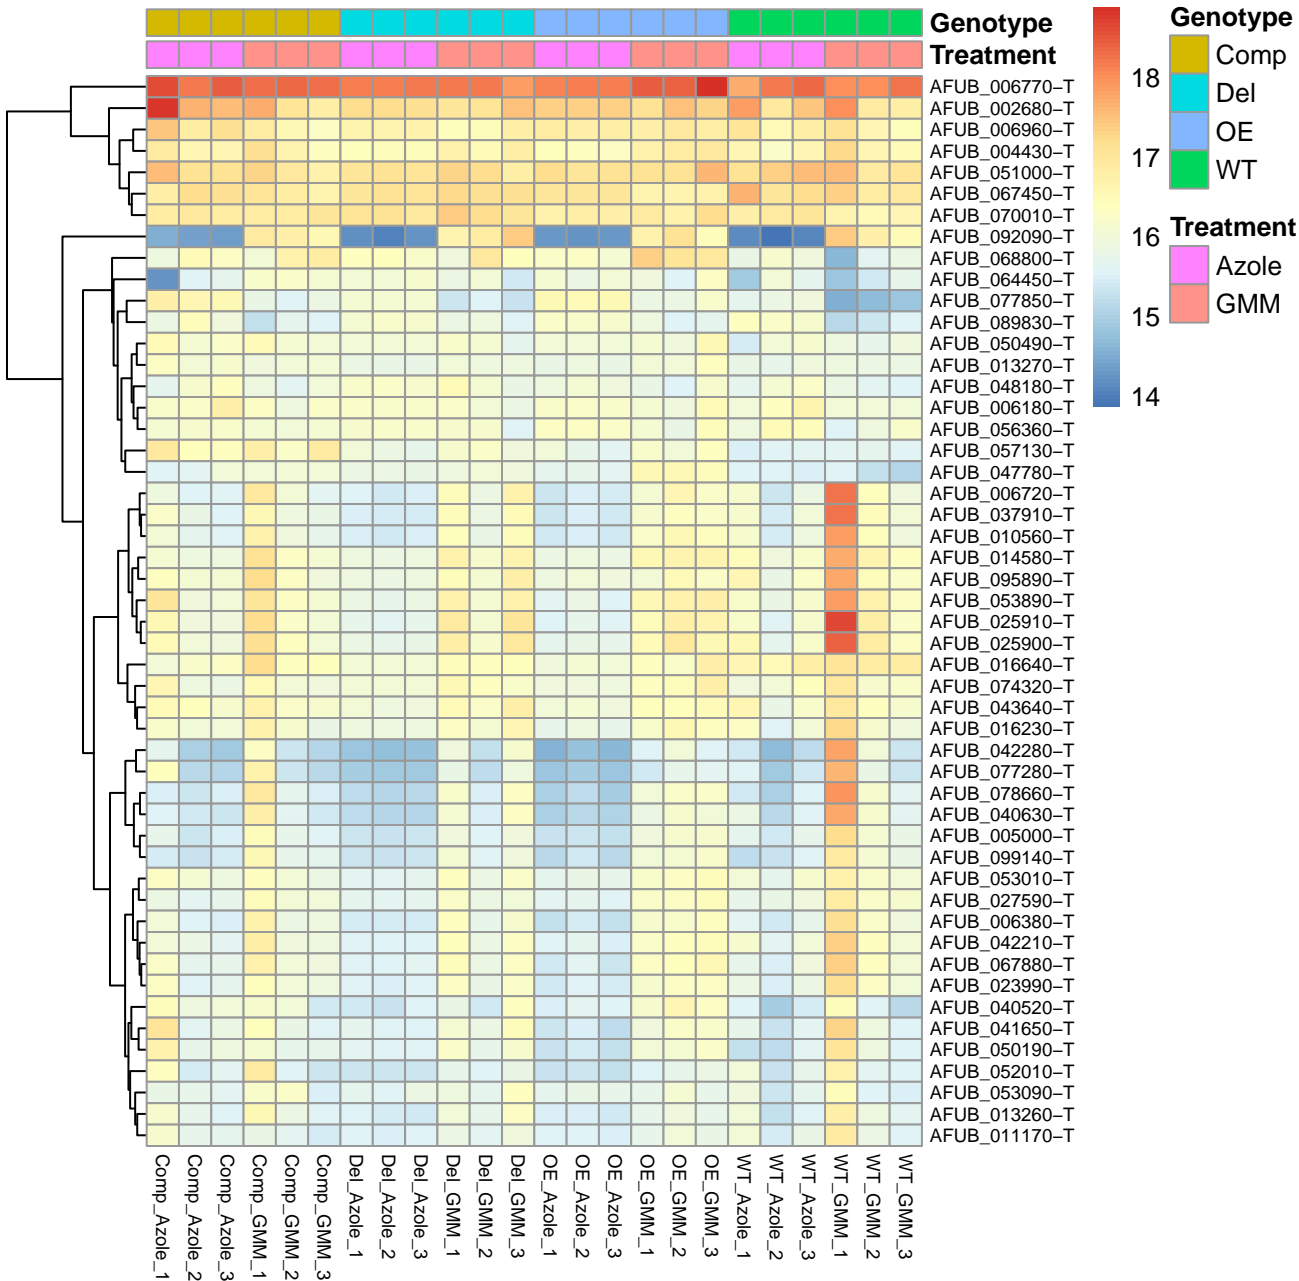 Genotype
Treatment
AFUB_006770-T
AFUB_002680-T
AFUB_006960-T
AFUB_004430-T
AFUB_051000-T
AFUB_067450-T
AFUB_070010-T
AFUB_092090-T
AFUB_068800-T
AFUB_064450-T
AFUB_077850-T
AFUB_089830-T
AFUB_050490-T
AFUB_013270-T
AFUB_048180-T
AFUB_006180-T
AFUB_056360-T
AFUB_057130-T
AFUB_047780-T
AFUB_006720-T
AFUB_037910-T
AFUB_010560-T
AFUB_014580-T
AFUB_095890-T
AFUB_053890-T
AFUB_025910-T
AFUB_025900-T
AFUB_016640-T
AFUB_074320-T
AFUB_043640-T
AFUB_016230-T
AFUB_042280-T
AFUB_077280-T
AFUB_078660-T
AFUB_040630-T
AFUB_005000-T
AFUB_099140-T
AFUB_053010-T
AFUB_027590-T
AFUB_006380-T
AFUB_042210-T
AFUB_067880-T
AFUB_023990-T
AFUB_040520-T
AFUB_041650-T
AFUB_050190-T
AFUB_052010-T
AFUB_053090-T
AFUB_013260-T
AFUB_011170-T
Comp_Azole_1
Comp_Azole_2
Comp_Azole_3
Comp_GMM_1
Comp_GMM_2
Comp_GMM_3
Del_Azole_1
Del_Azole_2
Del_Azole_3
Del_GMM_1
Del_GMM_2
Del_GMM_3
OE_Azole_1
OE_Azole_2
OE_Azole_3
OE_GMM_1
OE_GMM_2
OE_GMM_3
WT_Azole_1
WT_Azole_2
WT_Azole_3
WT_GMM_1
WT_GMM_2
WT_GMM_3
18
17
16
15
14
Genotype
Comp
Del
OE
WT
Treatment
Azole
GMM